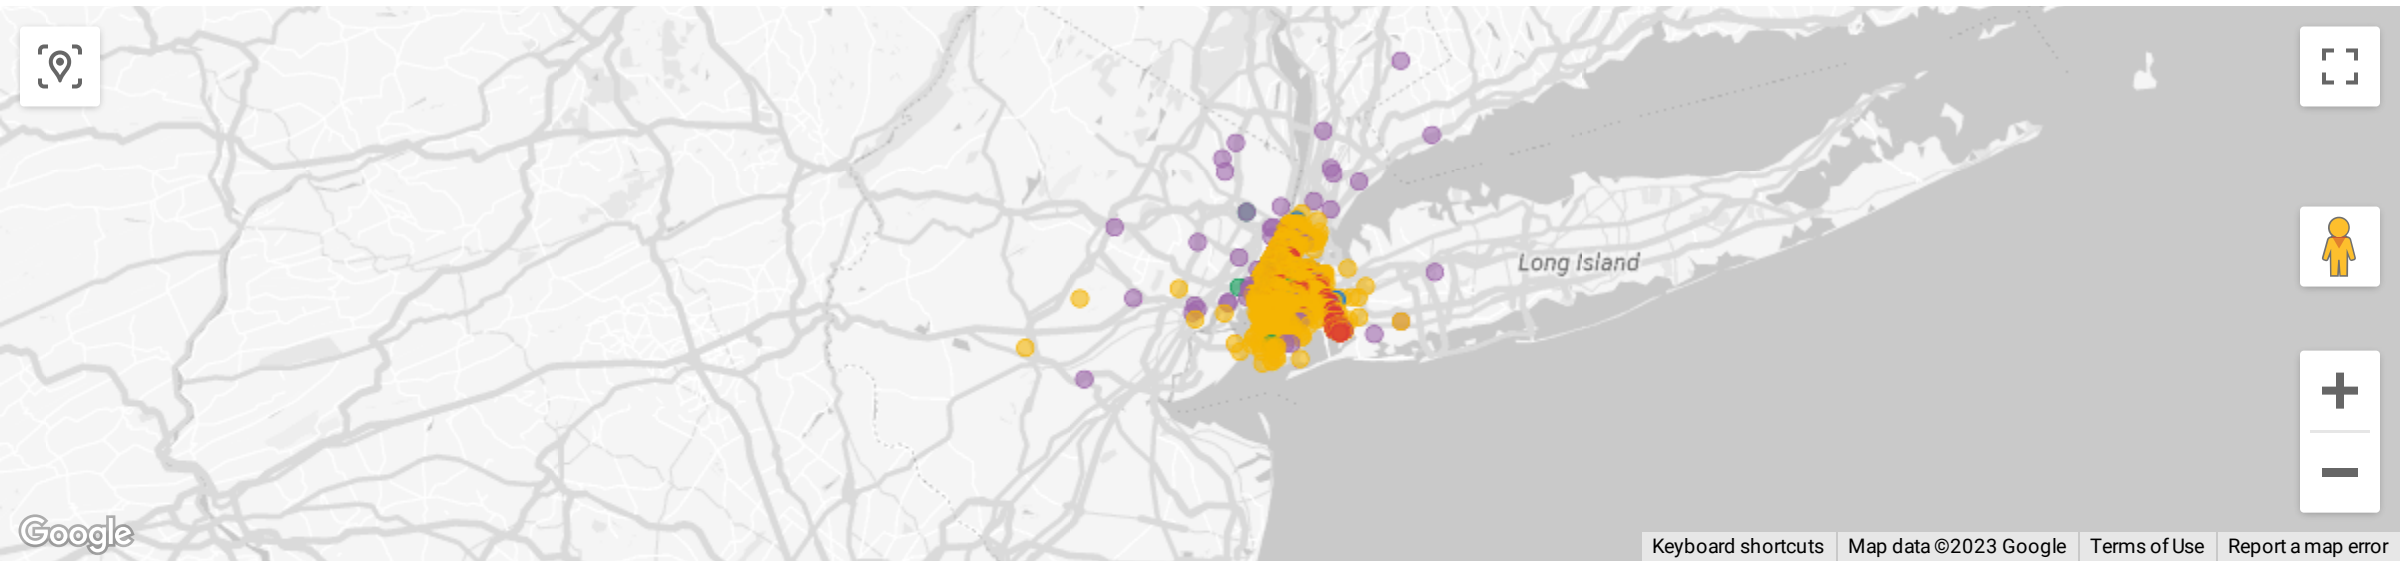 Long Island
Google
Keyboard shortcuts
Map data ©2023 Google
Terms of Use
Report a map error